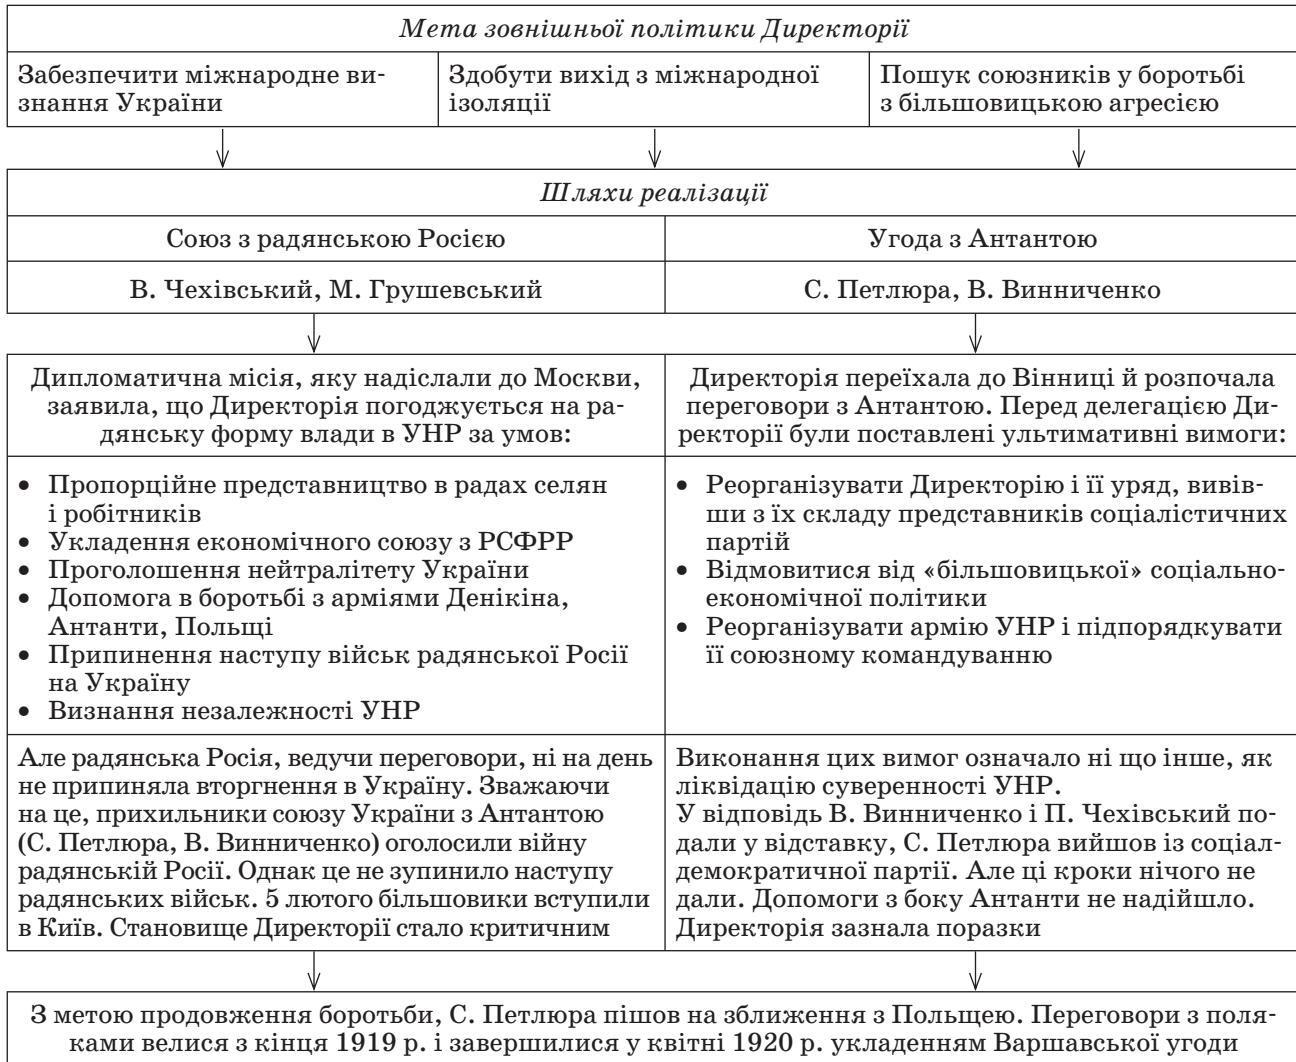 Мета зовнішньої політики Директорії
Забезпечити міжнародне ви-
знання України
Здобути вихід з міжнародної
ізоляції
Пошук союзників у боротьбі
з більшовицькою агресією
Шляхи реалізації
Союз з радянською Росією
Угода з Антантою
В. Чехівський, М. Грушевський
С. Петлюра, В. Винниченко
Дипломатична місія, яку надіслали до Москви,
заявила, що Директорія погоджується на ра-
дянську форму влади в УНР за умов:
Директорія переїхала до Вінниці й розпочала
переговори з Антантою. Перед делегацією Ди-
ректорії були поставлені ультимативні вимоги:
• Пропорційне представництво в радах селян
і робітників
• Укладення економічного союзу з РСФРР
• Проголошення нейтралітету України
• Допомога в боротьбі з арміями Денікіна,
Антанти, Польщі
• Припинення наступу військ радянської Росії
на Україну
• Визнання незалежності УНР
• Реорганізувати Директорію і її уряд, вивів-
ши з їх складу представників соціалістичних
партій
• Відмовитися від «більшовицької» соціально-
економічної політики
• Реорганізувати армію УНР і підпорядкувати
її союзному командуванню
Але радянська Росія, ведучи переговори, ні на день
не припиняла вторгнення в Україну. Зважаючи
на це, прихильники союзу України з Антантою
(С. Петлюра, В. Винниченко) оголосили війну
радянській Росії. Однак це не зупинило наступу
радянських військ. 5 лютого більшовики вступили
в Київ. Становище Директорії стало критичним
Виконання цих вимог означало ні що інше, як
ліквідацію суверенності УНР.
У відповідь В. Винниченко і П. Чехівський по-
дали у відставку, С. Петлюра вийшов із соціал-
демократичної партії. Але ці кроки нічого не
дали. Допомоги з боку Антанти не надійшло.
Директорія зазнала поразки
З метою продовження боротьби, С. Петлюра пішов на зближення з Польщею. Переговори з поля-
ками велися з кінця 1919 р. і завершилися у квітні 1920 р. укладенням Варшавської угоди